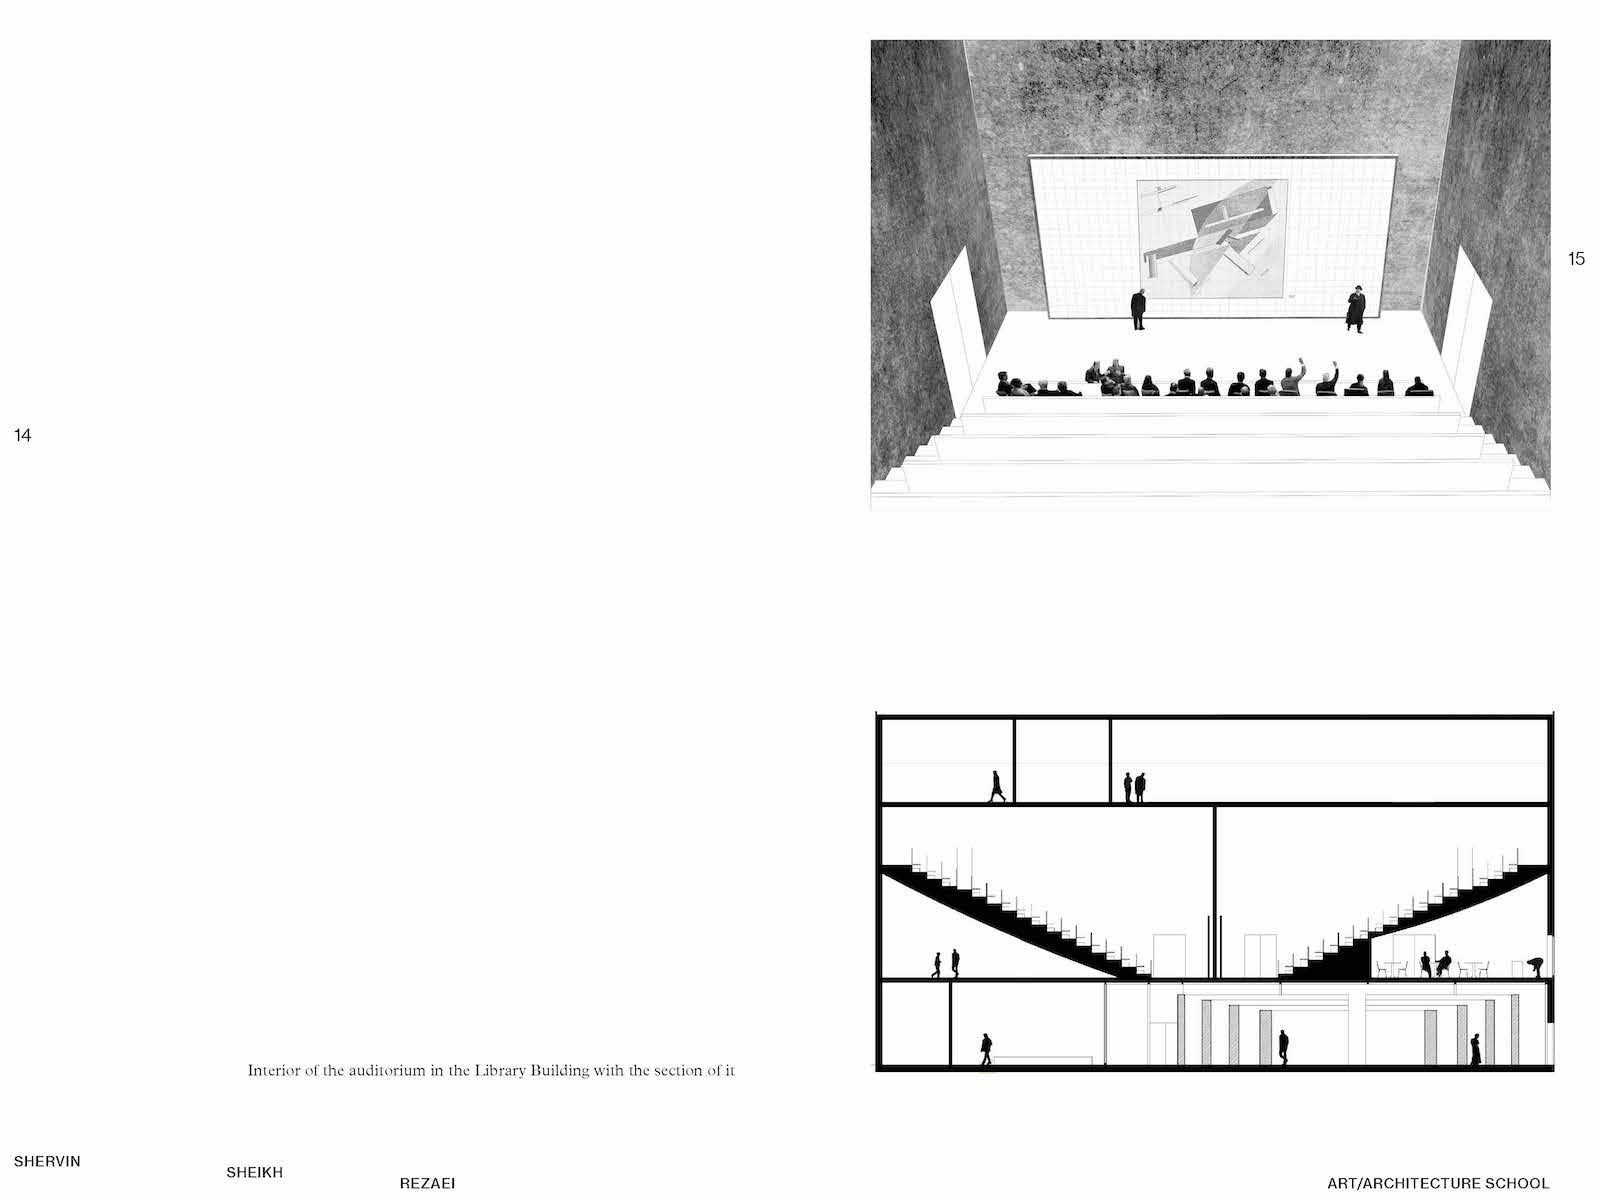 15
14
Interior of the auditorium in the Library Building with the section of it
SHERVIN
SHEIKH
REZAEI
ART/ARCHITECTURE SCHOOL